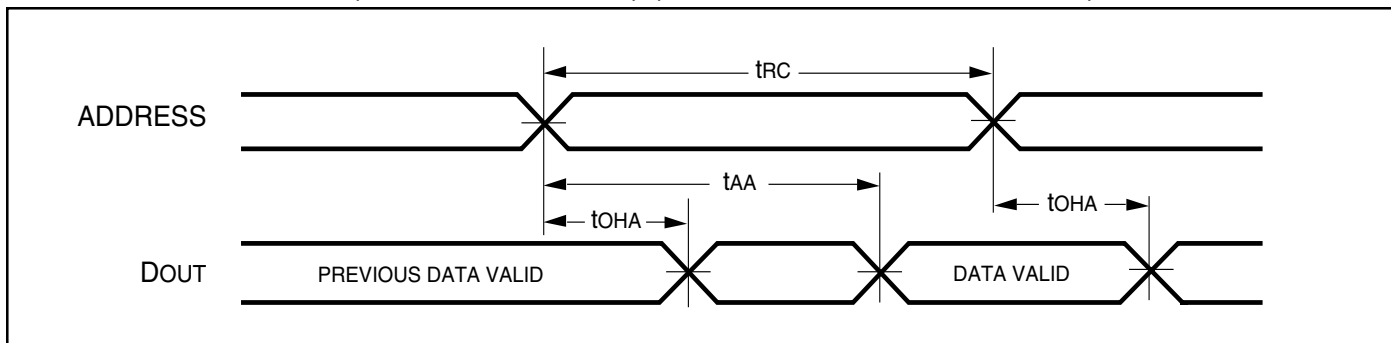 tRC
ADDRESS
tAA
tOHA
tOHA
DOUT
PREVIOUS DATA VALID
DATA VALID